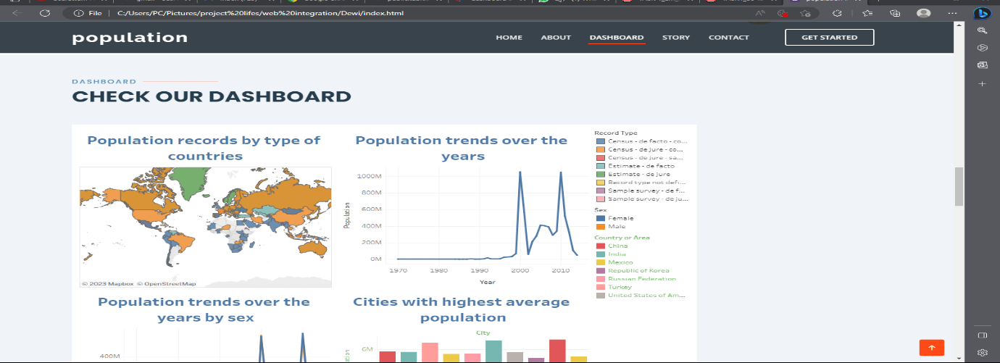 File
C:/Users/PC/Pictures/project%20lifes/web%20integration/Dewi/index.html
population
HOME
ABOUT
DASHBOARD
STORY
CONTACT
GET STARTED
DASHBOARD
CHECK OUR DASHBOARD
Population records by type of
countries
© 2023 Mapbox © OpenStreetMap
Population trends over the
years
Population
1000M
800M
600M
400M
200M
0M
1970
1980
1990
2000
2010
Year
Record Type
Census - de facto - co...
Census - de jure - co...
Census - de jure - sa...
Estimate - de facto
Estimate - de jure
Record type not defi...
Sample survey - de f...
Sample survey - de ju...
Sex
Female
Male
Country or Area
China
India
Mexico
Republic of Korea
Russian Federation
Turkey
United States of Am...
Population trends over the
years by sex
400M
Cities with highest average
population
City
6M